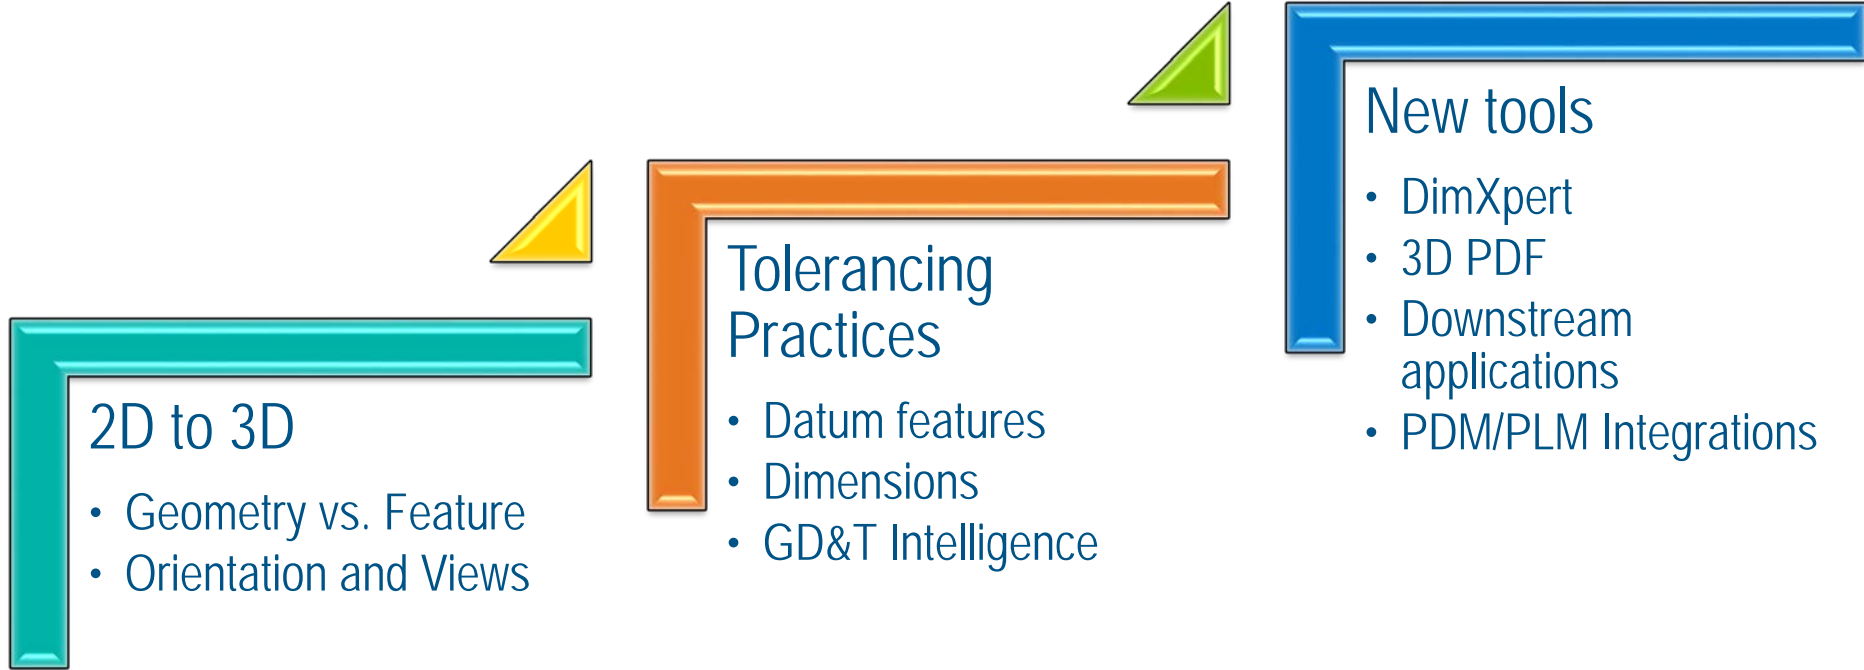 2D to 3D
• Geometry vs. Feature
• Orientation and Views
Tolerancing
Practices
• Datum features
• Dimensions
• GD&T Intelligence
New tools
• DimXpert
• 3D PDF
• Downstream
applications
• PDM/PLM Integrations